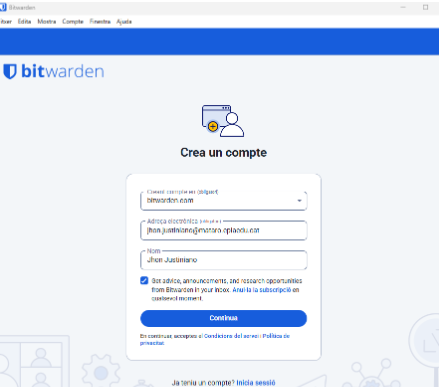 Bitwarden
Fitxer Edita Mostra Compte Finestra Ajuda
bitwarden
Crea un compte
Creant compte en (obligatori)
bitwarden.com
Adreça electrònica
jhon.justiniano@mataro.epiaedu.cat
Nom
Jhon Justiniano
Get advice, announcements, and research opportunities
from Bitwarden in your inbox. Anul·la la subscripció en
qualsevol moment.
Continua
En continuar, acceptes el Condicions del servei i Política de
privacitat.
Ja teniu un compte? Inicia sessió